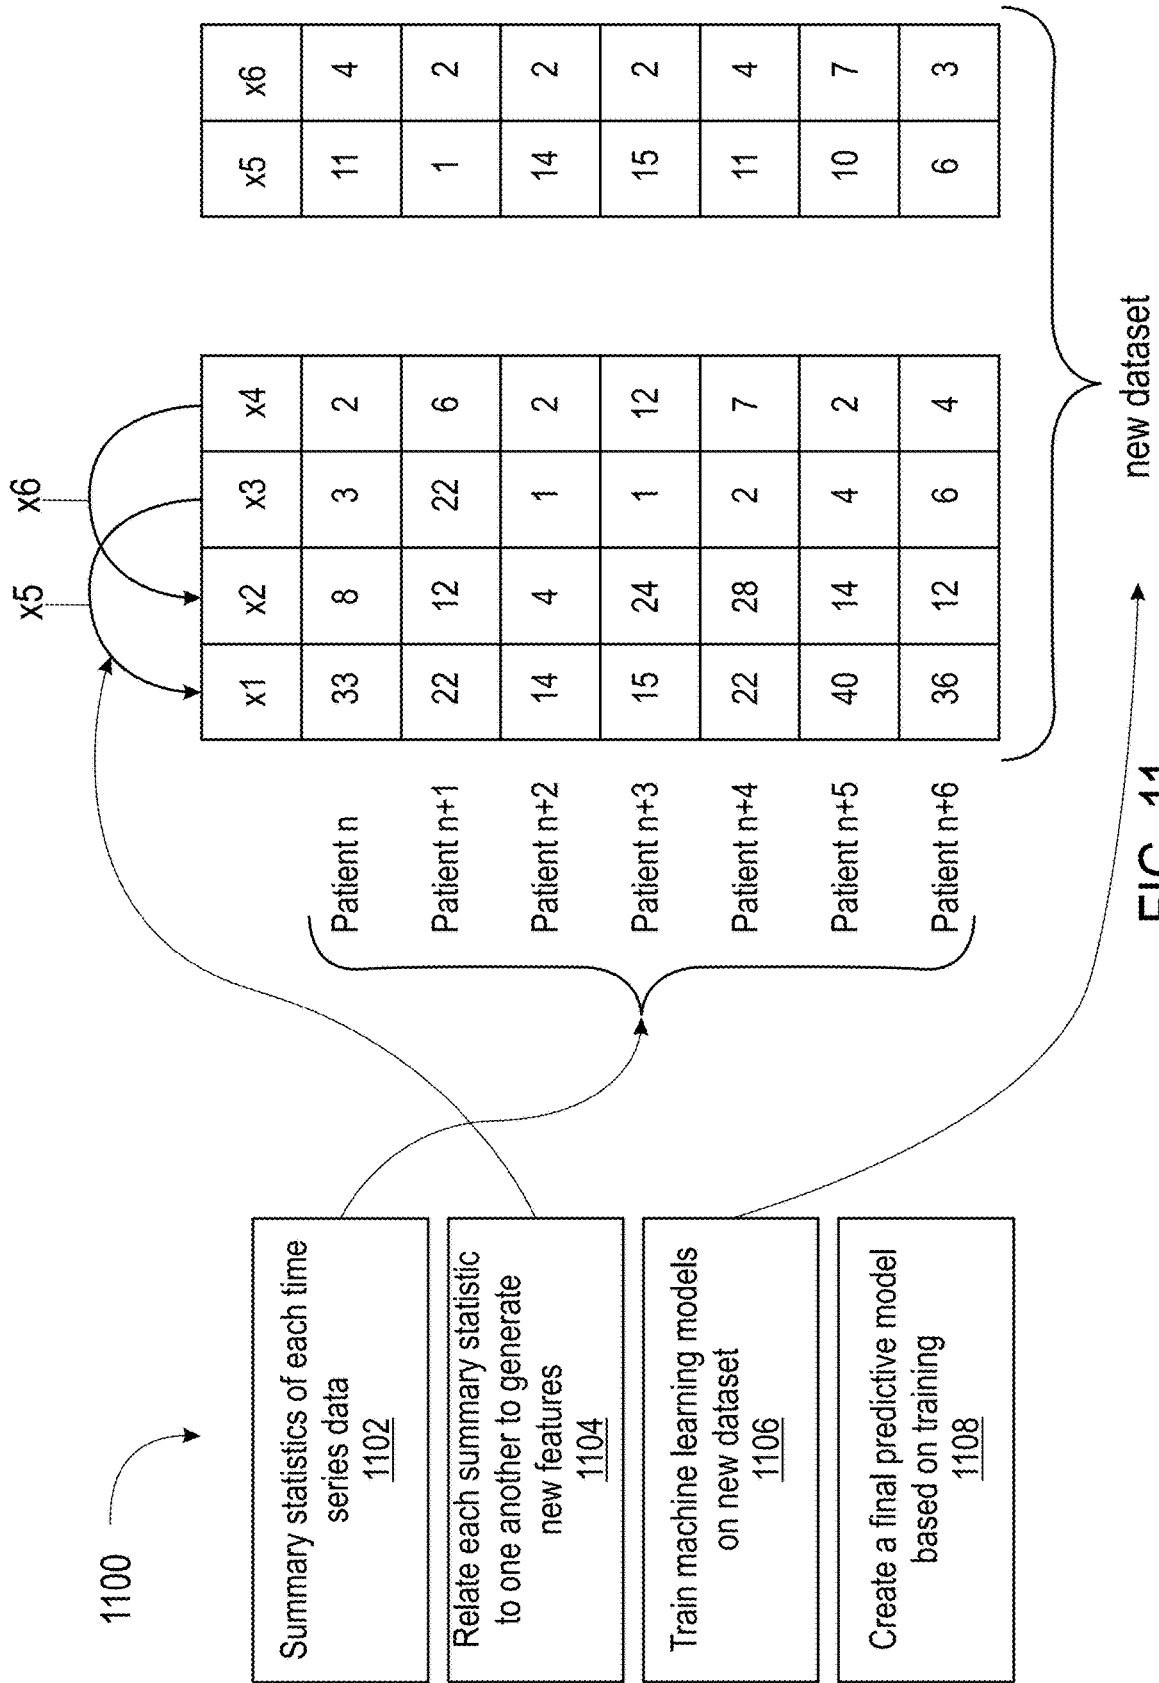 1100
Summary statistics of each time
series data
1102
Relate each summary statistic
to one another to generate
new features
1104
Train machine learning models
on new dataset
1106
Create a final predictive model
based on training
1108
x5 x6
x1 x2 x3 x4 x5 x6
Patient n 33 8 3 2 11 4
Patient n+1 22 12 22 6 1 2
Patient n+2 14 4 1 2 14 2
Patient n+3 15 24 1 12 15 2
Patient n+4 22 28 2 7 11 4
Patient n+5 40 14 4 2 10 7
Patient n+6 36 12 6 4 6 3
new dataset
FIG. 11